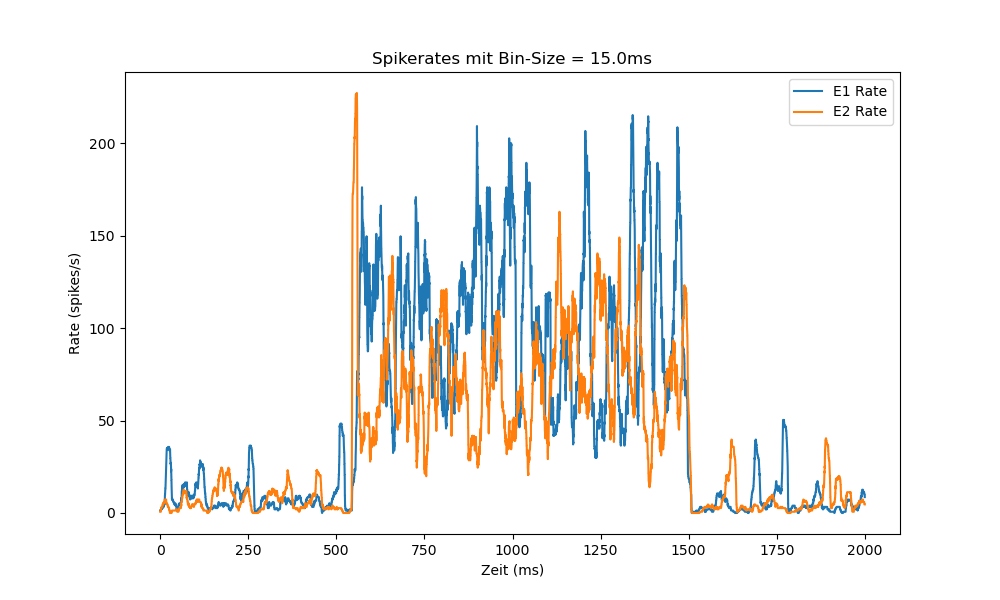 Spikerates mit Bin-Size = 15.0ms
E1 Rate
E2 Rate
200
150
100
50
0
Rate (spikes/s)
0 250 500 750 1000 1250 1500 1750 2000
Zeit (ms)